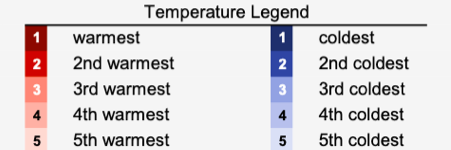 Temperature Legend
1 warmest 1 coldest
2 2nd warmest 2 2nd coldest
3 3rd warmest 3 3rd coldest
4 4th warmest 4 4th coldest
5 5th warmest 5 5th coldest